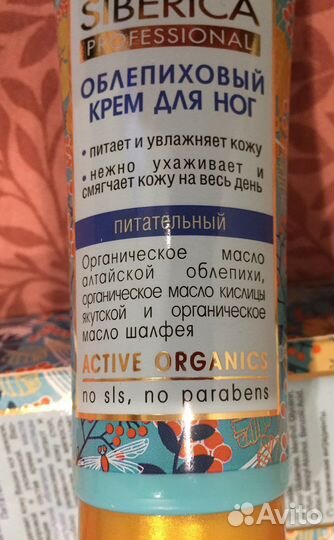 SIBERICA
PROFESSIONAL
ОБЛЕПИХОВЫЙ
КРЕМ ДЛЯ НОГ
• питает и увлажняет кожу
• нежно ухаживает и
смягчает кожу на весь день
питательный
Органическое масло
алтайской облепихи,
органическое масло кислицы
якутской и органическое
масло шалфея
ACTIVE ORGANICS
no sls, no parabens
Avito